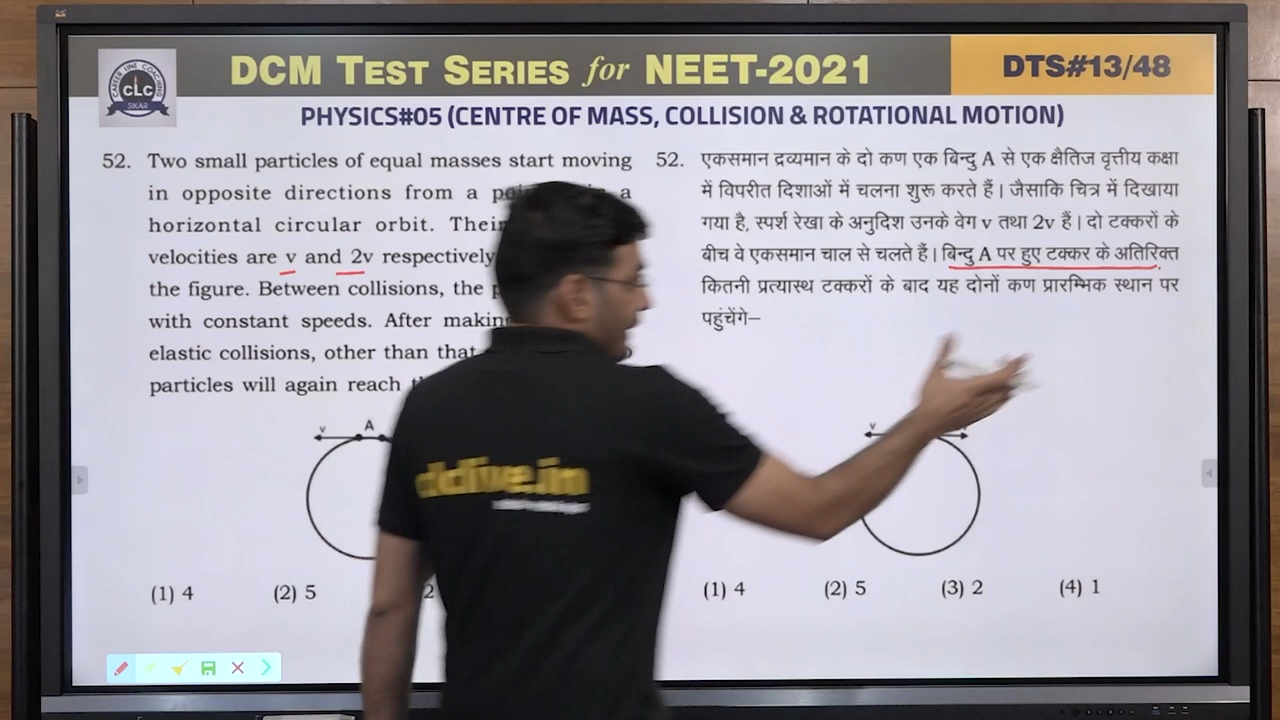 DCM TEST SERIES for NEET-2021
DTS#13/48
CAREER LINE COACHING
CLC
SIKAR
PHYSICS#05 (CENTRE OF MASS, COLLISION & ROTATIONAL MOTION)
52. Two small particles of equal masses start moving
in opposite directions from a a
horizontal circular orbit. Their
velocities are v and 2v respectively
the figure. Between collisions, the
with constant speeds. After making
elastic collisions, other than that
particles will again reach
v A
(1) 4 (2) 5 2
52. एकसमान द्रव्यमान के दो कण एक बिन्दु A से एक क्षैतिज वृत्तीय कक्षा
में विपरीत दिशाओं में चलना शुरू करते हैं। जैसाकि चित्र में दिखाया
गया है, स्पर्श रेखा के अनुदिश उनके वेग v तथा 2v हैं। दो टक्करों के
बीच वे एकसमान चाल से चलते हैं। बिन्दु A पर हुए टक्कर के अतिरिक्त
कितनी प्रत्यास्थ टक्करों के बाद यह दोनों कण प्रारम्भिक स्थान पर
पहुंचेंगे–
v
(1) 4 (2) 5 (3) 2 (4) 1
clclive.in